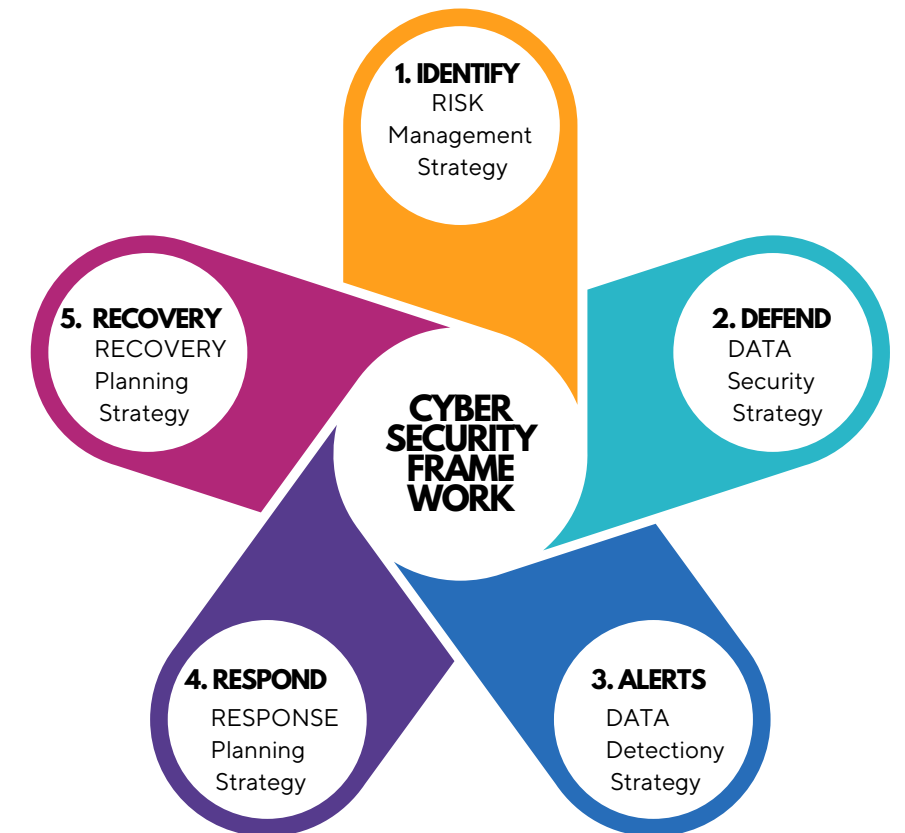 1. IDENTIFY
RISK
Management
Strategy
2. DEFEND
DATA
Security
Strategy
3. ALERTS
DATA
Detectiony
Strategy
4. RESPOND
RESPONSE
Planning
Strategy
5. RECOVERY
RECOVERY
Planning
Strategy
CYBER
SECURITY
FRAME
WORK